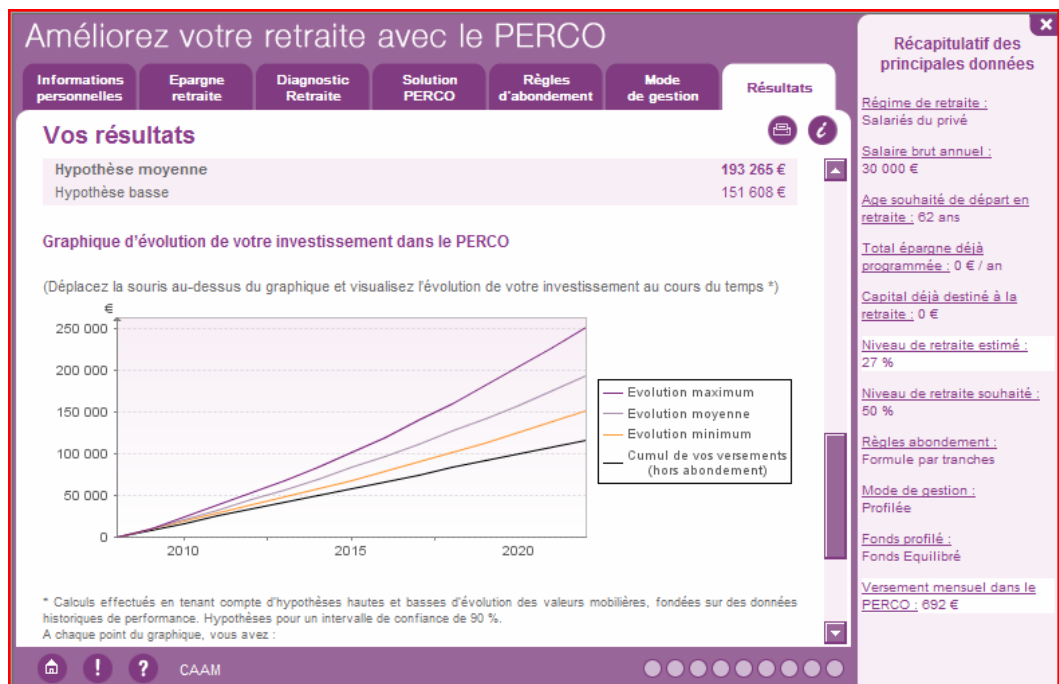 Améliorez votre retraite avec le PERCO
Informations personnelles
Epargne retraite
Diagnostic Retraite
Solution PERCO
Règles d'abondement
Mode de gestion
Résultats
Vos résultats
Hypothèse moyenne 193 265 €
Hypothèse basse 151 608 €
Graphique d'évolution de votre investissement dans le PERCO
(Déplacez la souris au-dessus du graphique et visualisez l'évolution de votre investissement au cours du temps *)
€
250 000
200 000
150 000
100 000
50 000
0
2010 2015 2020
Evolution maximum
Evolution moyenne
Evolution minimum
Cumul de vos versements
(hors abondement)
* Calculs effectués en tenant compte d'hypothèses hautes et basses d'évolution des valeurs mobilières, fondées sur des données
historiques de performance. Hypothèses pour un intervalle de confiance de 90 %.
A chaque point du graphique, vous avez :
CAAM
Récapitulatif des
principales données
Régime de retraite :
Salariés du privé
Salaire brut annuel :
30 000 €
Age souhaité de départ en
retraite : 62 ans
Total épargne déjà
programmée : 0 € / an
Capital déjà destiné à la
retraite : 0 €
Niveau de retraite estimé :
27 %
Niveau de retraite souhaité :
50 %
Règles abondement :
Formule par tranches
Mode de gestion :
Profilée
Fonds profilé :
Fonds Equilibré
Versement mensuel dans le
PERCO : 692 €